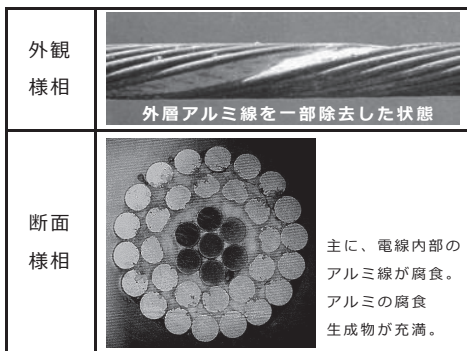 外観
様相
外層アルミ線を一部除去した状態
断面
様相
主に、電線内部の
アルミ線が腐食。
アルミの腐食
生成物が充満。